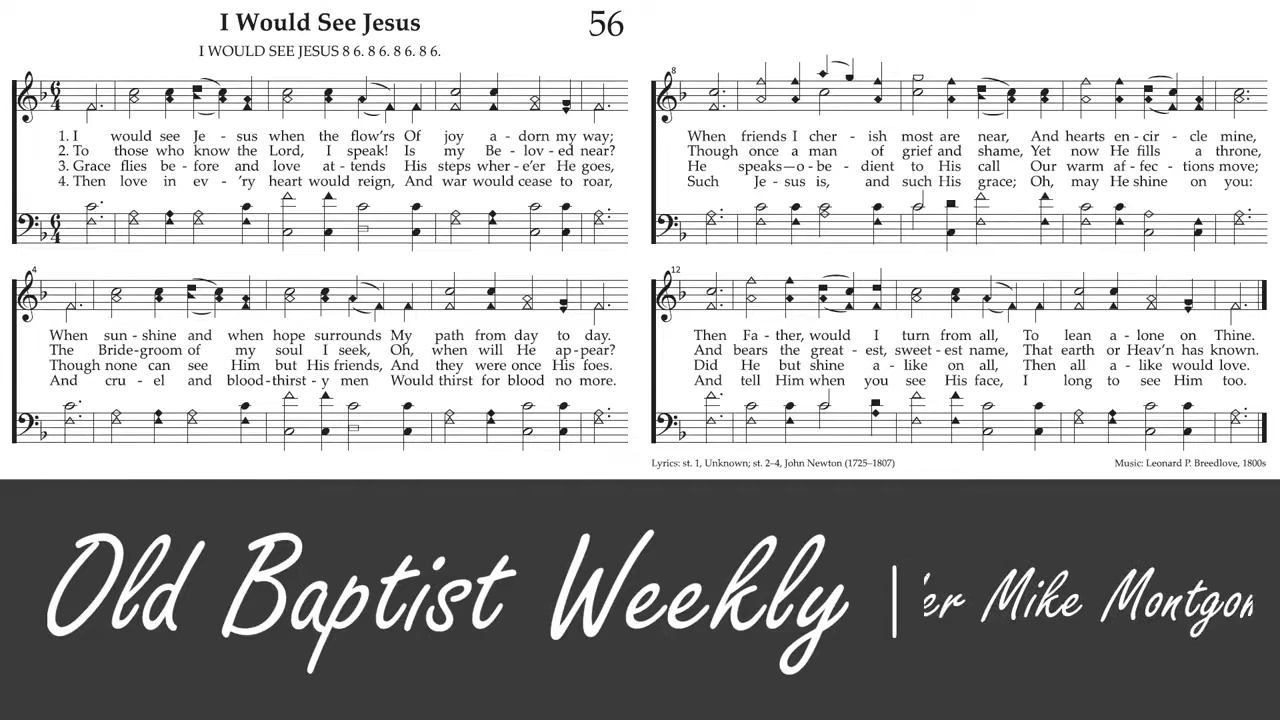 I Would See Jesus
56
I WOULD SEE JESUS 8 6. 8 6. 8 6. 8 6.
6
4
1. I would see Je - sus when the flow'rs Of joy a - dorn my way;
2. To those who know the Lord, I speak! Is my Be - lov - ed near?
3. Grace flies be - fore and love at - tends His steps wher - e'er He goes,
4. Then love in ev - 'ry heart would reign, And war would cease to roar,
6
4
4
When sun - shine and when hope surrounds My path from day to day.
The Bride - groom of my soul I seek, Oh, when will He ap - pear?
Though none can see Him but His friends, And they were once His foes.
And cru - el and blood - thirst - y men Would thirst for blood no more.
8
When friends I cher - ish most are near, And hearts en - cir - cle mine,
Though once a man of grief and shame, Yet now He fills a throne,
He speaks—o - be - dient to His call Our warm af - fec - tions move;
Such Je - sus is, and such His grace; Oh, may He shine on you:
12
Then Fa - ther, would I turn from all, To lean a - lone on Thine.
And bears the great - est, sweet - est name, That earth or Heav'n has known.
Did He but shine a - like on all, Then all a - like would love.
And tell Him when you see His face, I long to see Him too.
Lyrics: st. 1, Unknown; st. 2–4, John Newton (1725–1807)
Music: Leonard P. Breedlove, 1800s
Old Baptist Weekly | er Mike Montgom